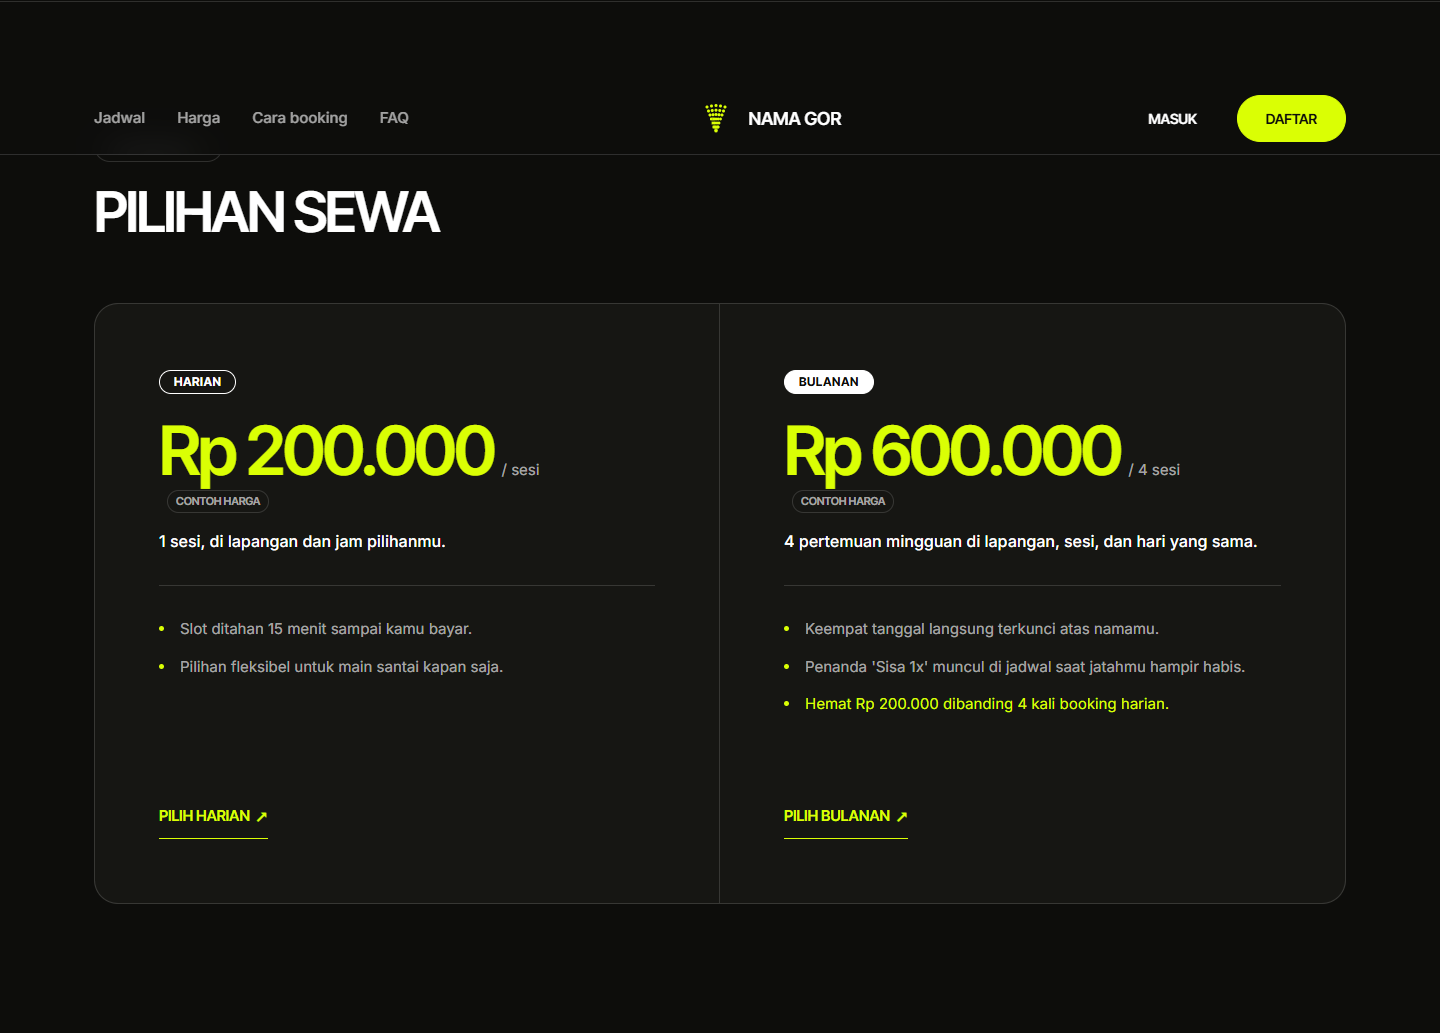 Jadwal Harga Cara booking FAQ NAMA GOR MASUK DAFTAR
PILIHAN SEWA
HARIAN
Rp 200.000 / sesi
CONTOH HARGA
1 sesi, di lapangan dan jam pilihanmu.
• Slot ditahan 15 menit sampai kamu bayar.
• Pilihan fleksibel untuk main santai kapan saja.
PILIH HARIAN ↗
BULANAN
Rp 600.000 / 4 sesi
CONTOH HARGA
4 pertemuan mingguan di lapangan, sesi, dan hari yang sama.
• Keempat tanggal langsung terkunci atas namamu.
• Penanda 'Sisa 1x' muncul di jadwal saat jatahmu hampir habis.
• Hemat Rp 200.000 dibanding 4 kali booking harian.
PILIH BULANAN ↗